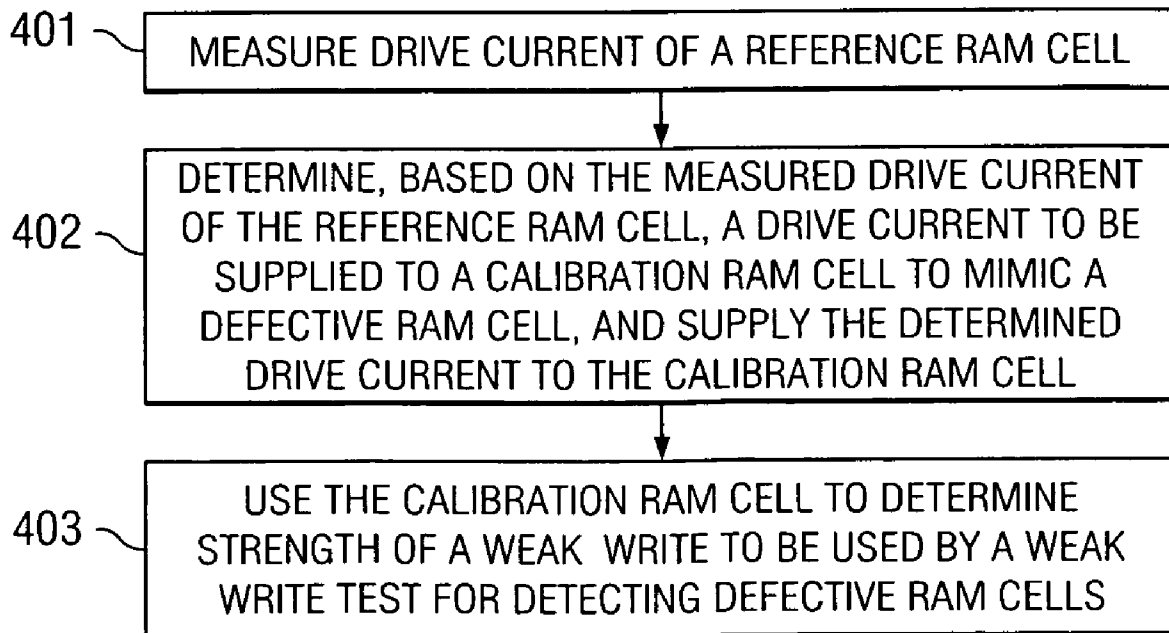 401
MEASURE DRIVE CURRENT OF A REFERENCE RAM CELL
402
DETERMINE, BASED ON THE MEASURED DRIVE CURRENT
OF THE REFERENCE RAM CELL, A DRIVE CURRENT TO BE
SUPPLIED TO A CALIBRATION RAM CELL TO MIMIC A
DEFECTIVE RAM CELL, AND SUPPLY THE DETERMINED
DRIVE CURRENT TO THE CALIBRATION RAM CELL
403
USE THE CALIBRATION RAM CELL TO DETERMINE
STRENGTH OF A WEAK WRITE TO BE USED BY A WEAK
WRITE TEST FOR DETECTING DEFECTIVE RAM CELLS